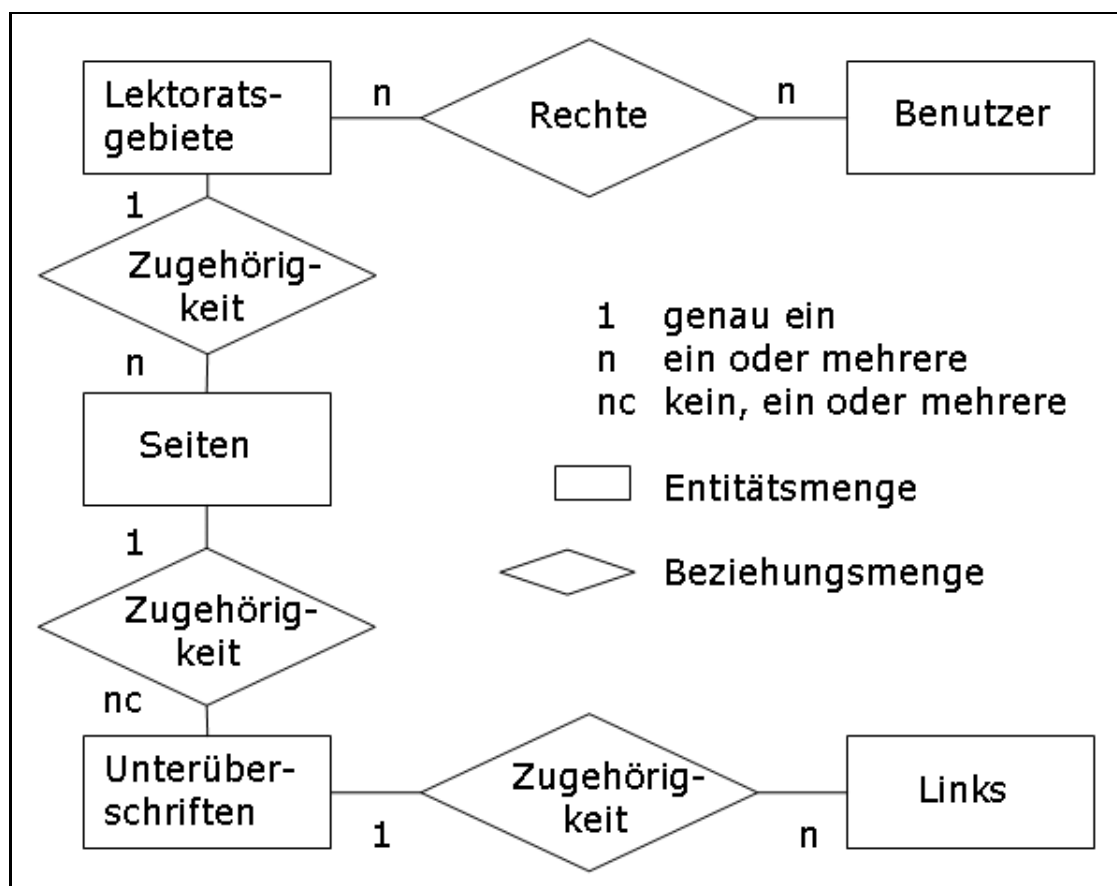 Lektorats-
gebiete
n
Rechte
n
Benutzer
1
Zugehörig-
keit
n
Seiten
1
Zugehörig-
keit
nc
Unterüber-
schriften
1
Zugehörig-
keit
n
Links
1 genau ein
n ein oder mehrere
nc kein, ein oder mehrere
Entitätsmenge
Beziehungsmenge